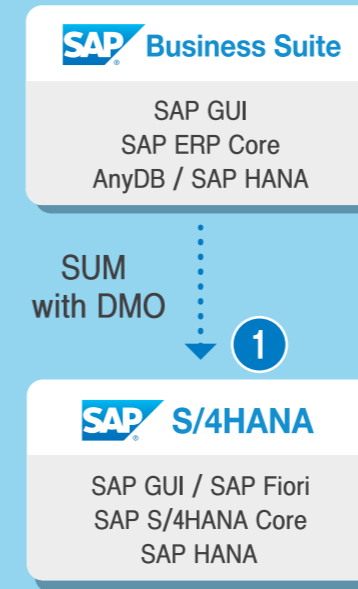 SAP® Business Suite
SAP GUI
SAP ERP Core
AnyDB / SAP HANA
SUM
with DMO
1
SAP® S/4HANA
SAP GUI / SAP Fiori
SAP S/4HANA Core
SAP HANA